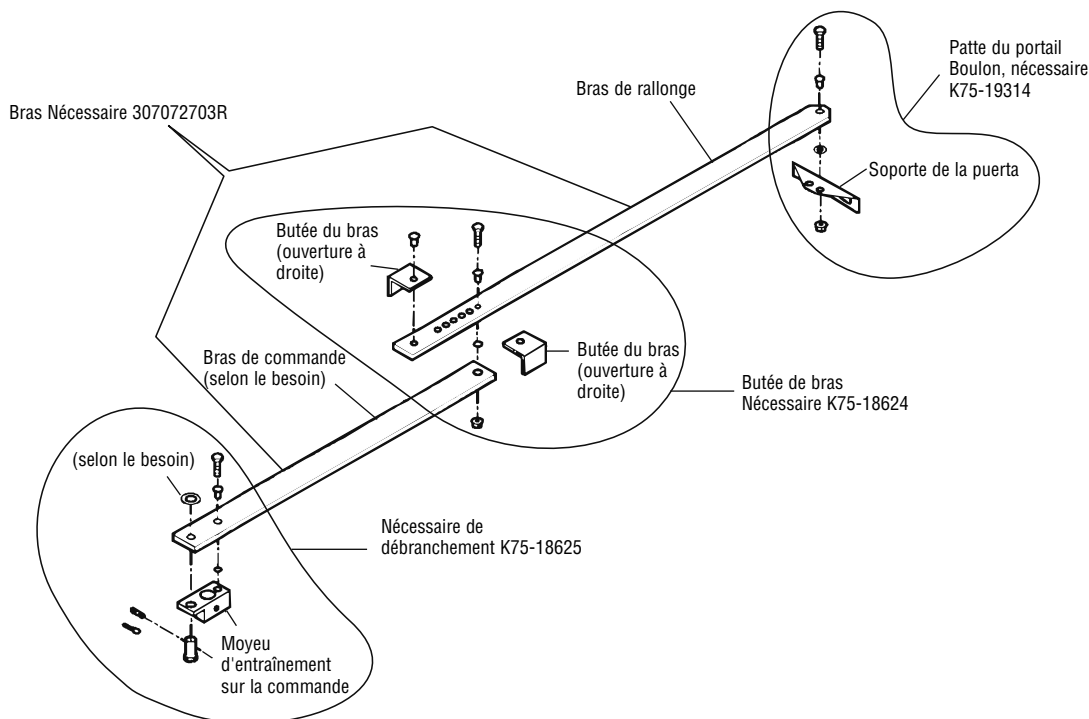 Patte du portail
Boulon, nécessaire
K75-19314
Bras de rallonge
Bras Nécessaire 307072703R
Soporte de la puerta
Butée du bras
(ouverture à
droite)
Bras de commande
(selon le besoin)
Butée du bras
(ouverture à
droite)
Butée de bras
Nécessaire K75-18624
(selon le besoin)
Nécessaire de
débranchement K75-18625
Moyeu
d'entraînement
sur la commande